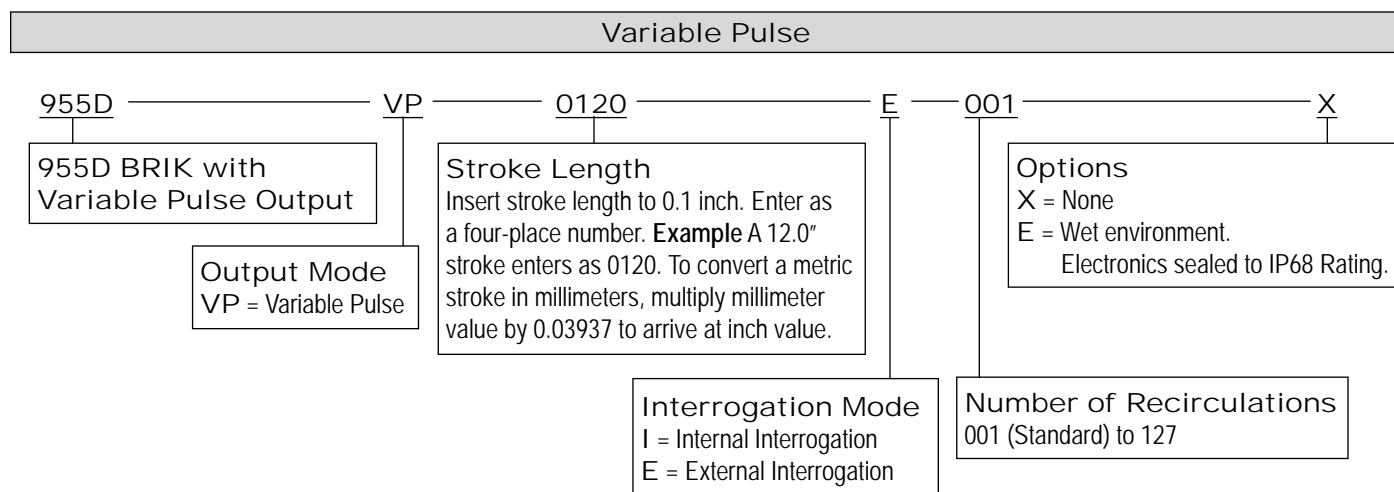 Variable Pulse
955D VP 0120 E 001 X
955D BRIK with
Variable Pulse Output
Output Mode
VP = Variable Pulse
Stroke Length
Insert stroke length to 0.1 inch. Enter as
a four-place number. Example A 12.0″
stroke enters as 0120. To convert a metric
stroke in millimeters, multiply millimeter
value by 0.03937 to arrive at inch value.
Interrogation Mode
I = Internal Interrogation
E = External Interrogation
Number of Recirculations
001 (Standard) to 127
Options
X = None
E = Wet environment.
Electronics sealed to IP68 Rating.